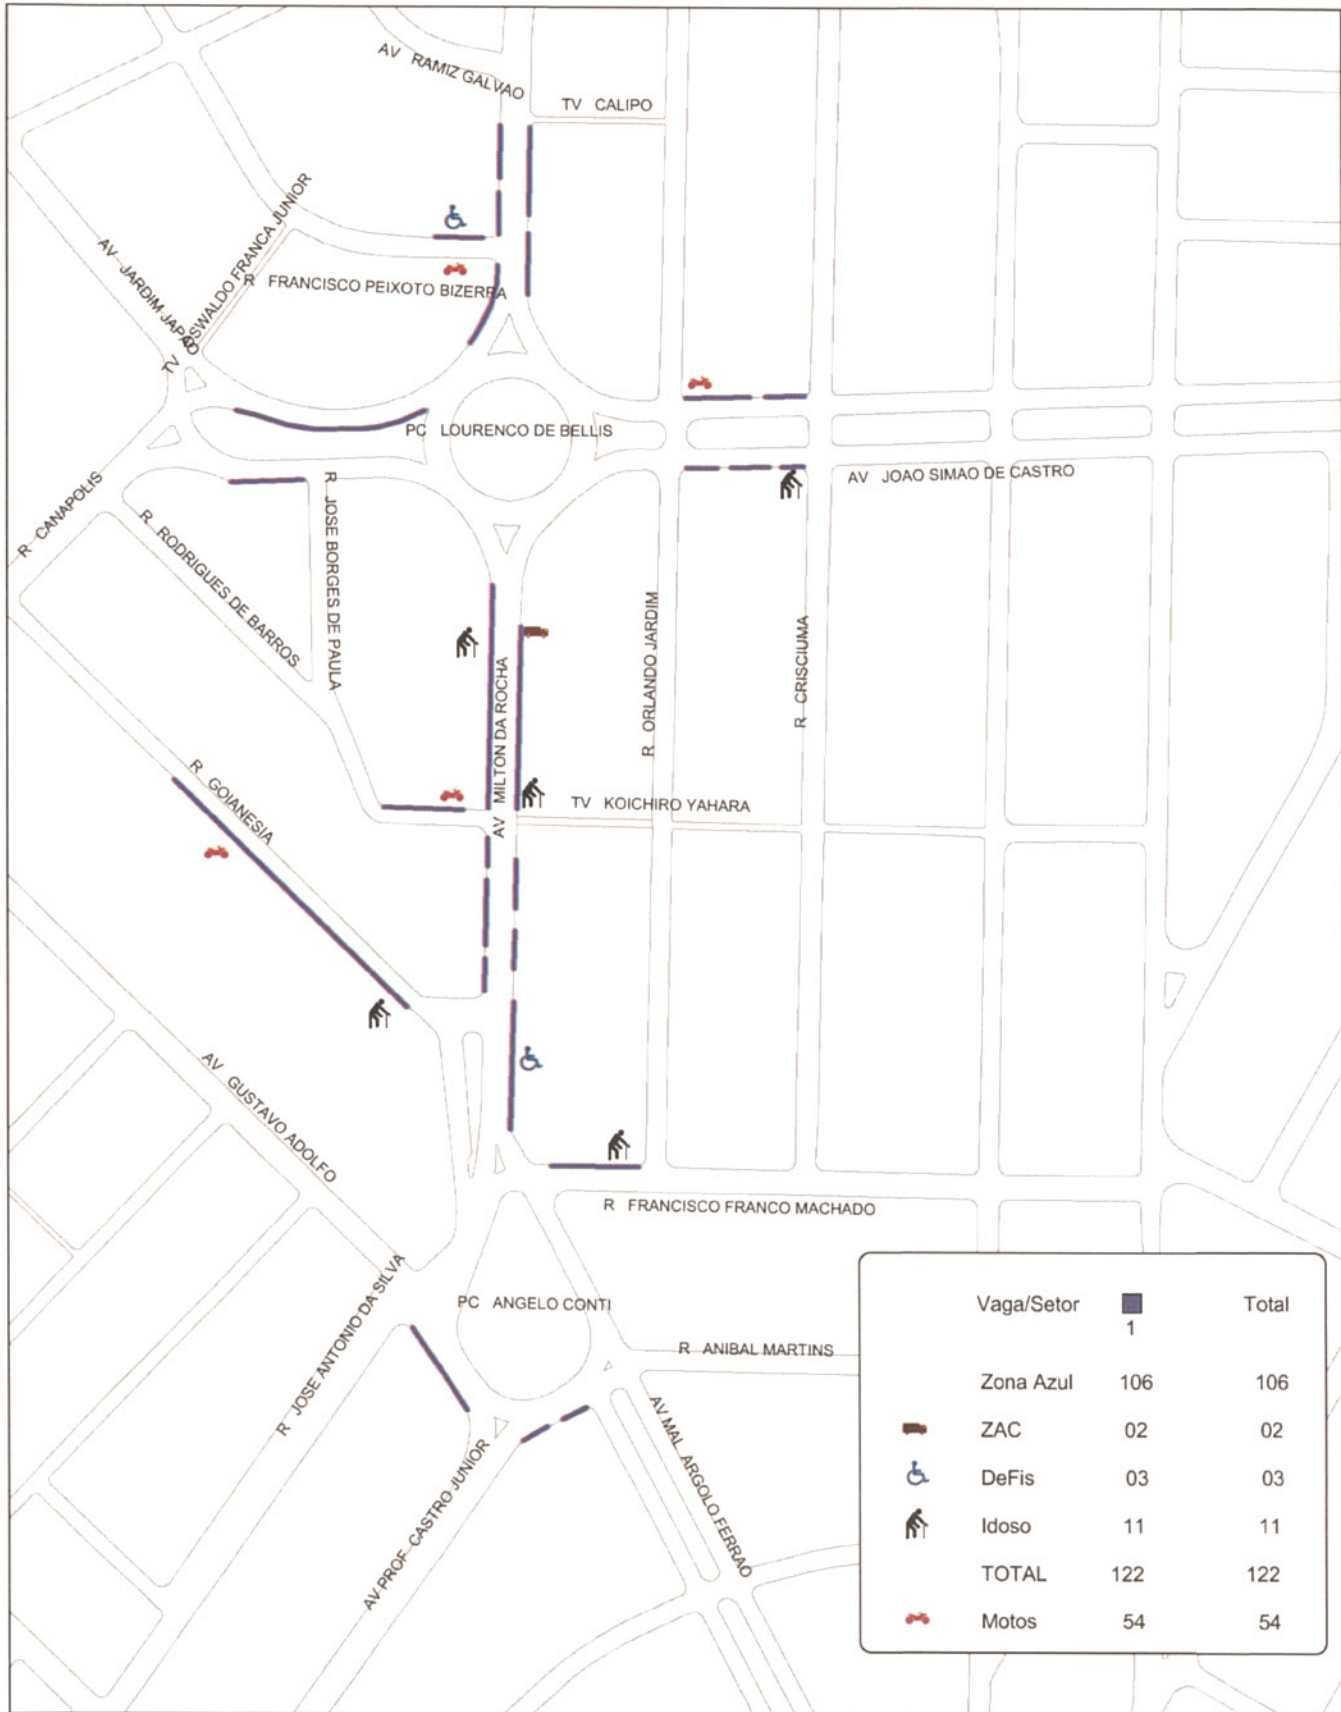 AV RAMIZ GALVAO
TV CALIPO
TV OSWALDO FRANCA JUNIOR
AV JARDIM JAPAO
R FRANCISCO PEIXOTO BIZERRA
PC LOURENCO DE BELLIS
AV JOAO SIMAO DE CASTRO
R CANAPOLIS
R RODRIGUES DE BARROS
R JOSE BORGES DE PAULA
AV MILTON DA ROCHA
R ORLANDO JARDIM
R CRISCIUMA
R GOIANESIA
TV KOICHIRO YAHARA
AV GUSTAVO ADOLFO
R FRANCISCO FRANCO MACHADO
R JOSE ANTONIO DA SILVA
PC ANGELO CONTI
R ANIBAL MARTINS
AV MAL ARGOLO FERRAO
AV PROF CASTRO JUNIOR
Vaga/Setor 1 Total
Zona Azul 106 106
ZAC 02 02
DeFis 03 03
Idoso 11 11
TOTAL 122 122
Motos 54 54